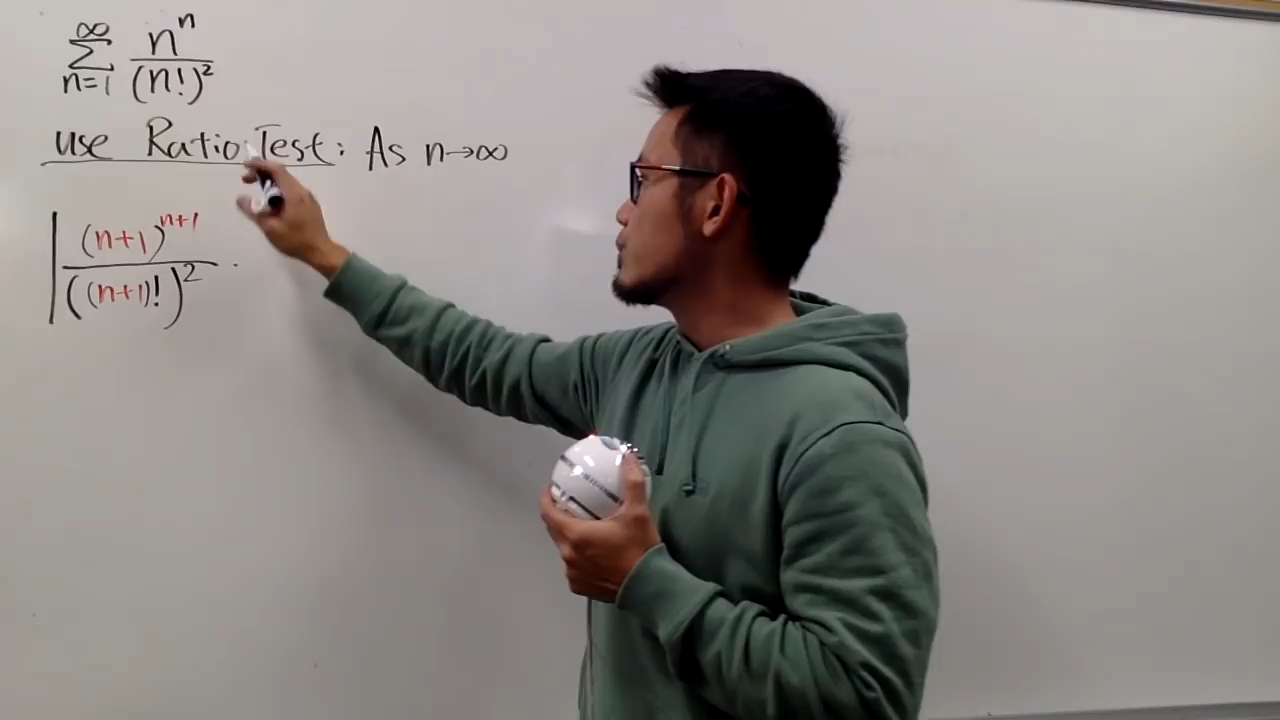 ∞
Σ n^n / (n!)²
n=1
use Ratio Test: As n→∞
| (n+1)^{n+1} / ((n+1)!)² ·